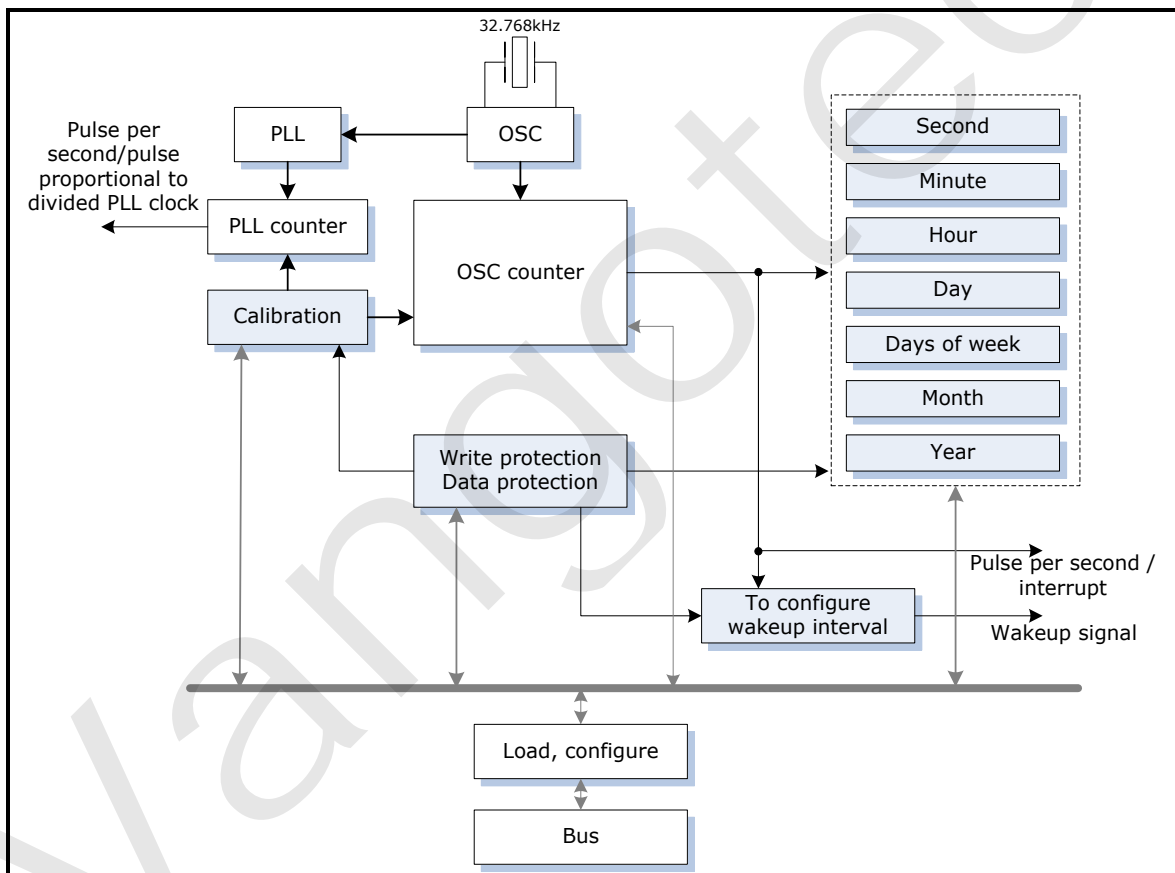 32.768kHz
PLL
OSC
Pulse per
second/pulse
proportional to
divided PLL clock
PLL counter
OSC counter
Calibration
Second
Minute
Hour
Day
Days of week
Month
Year
Write protection
Data protection
Pulse per second /
interrupt
To configure
wakeup interval
Wakeup signal
Load, configure
Bus
Vangotec